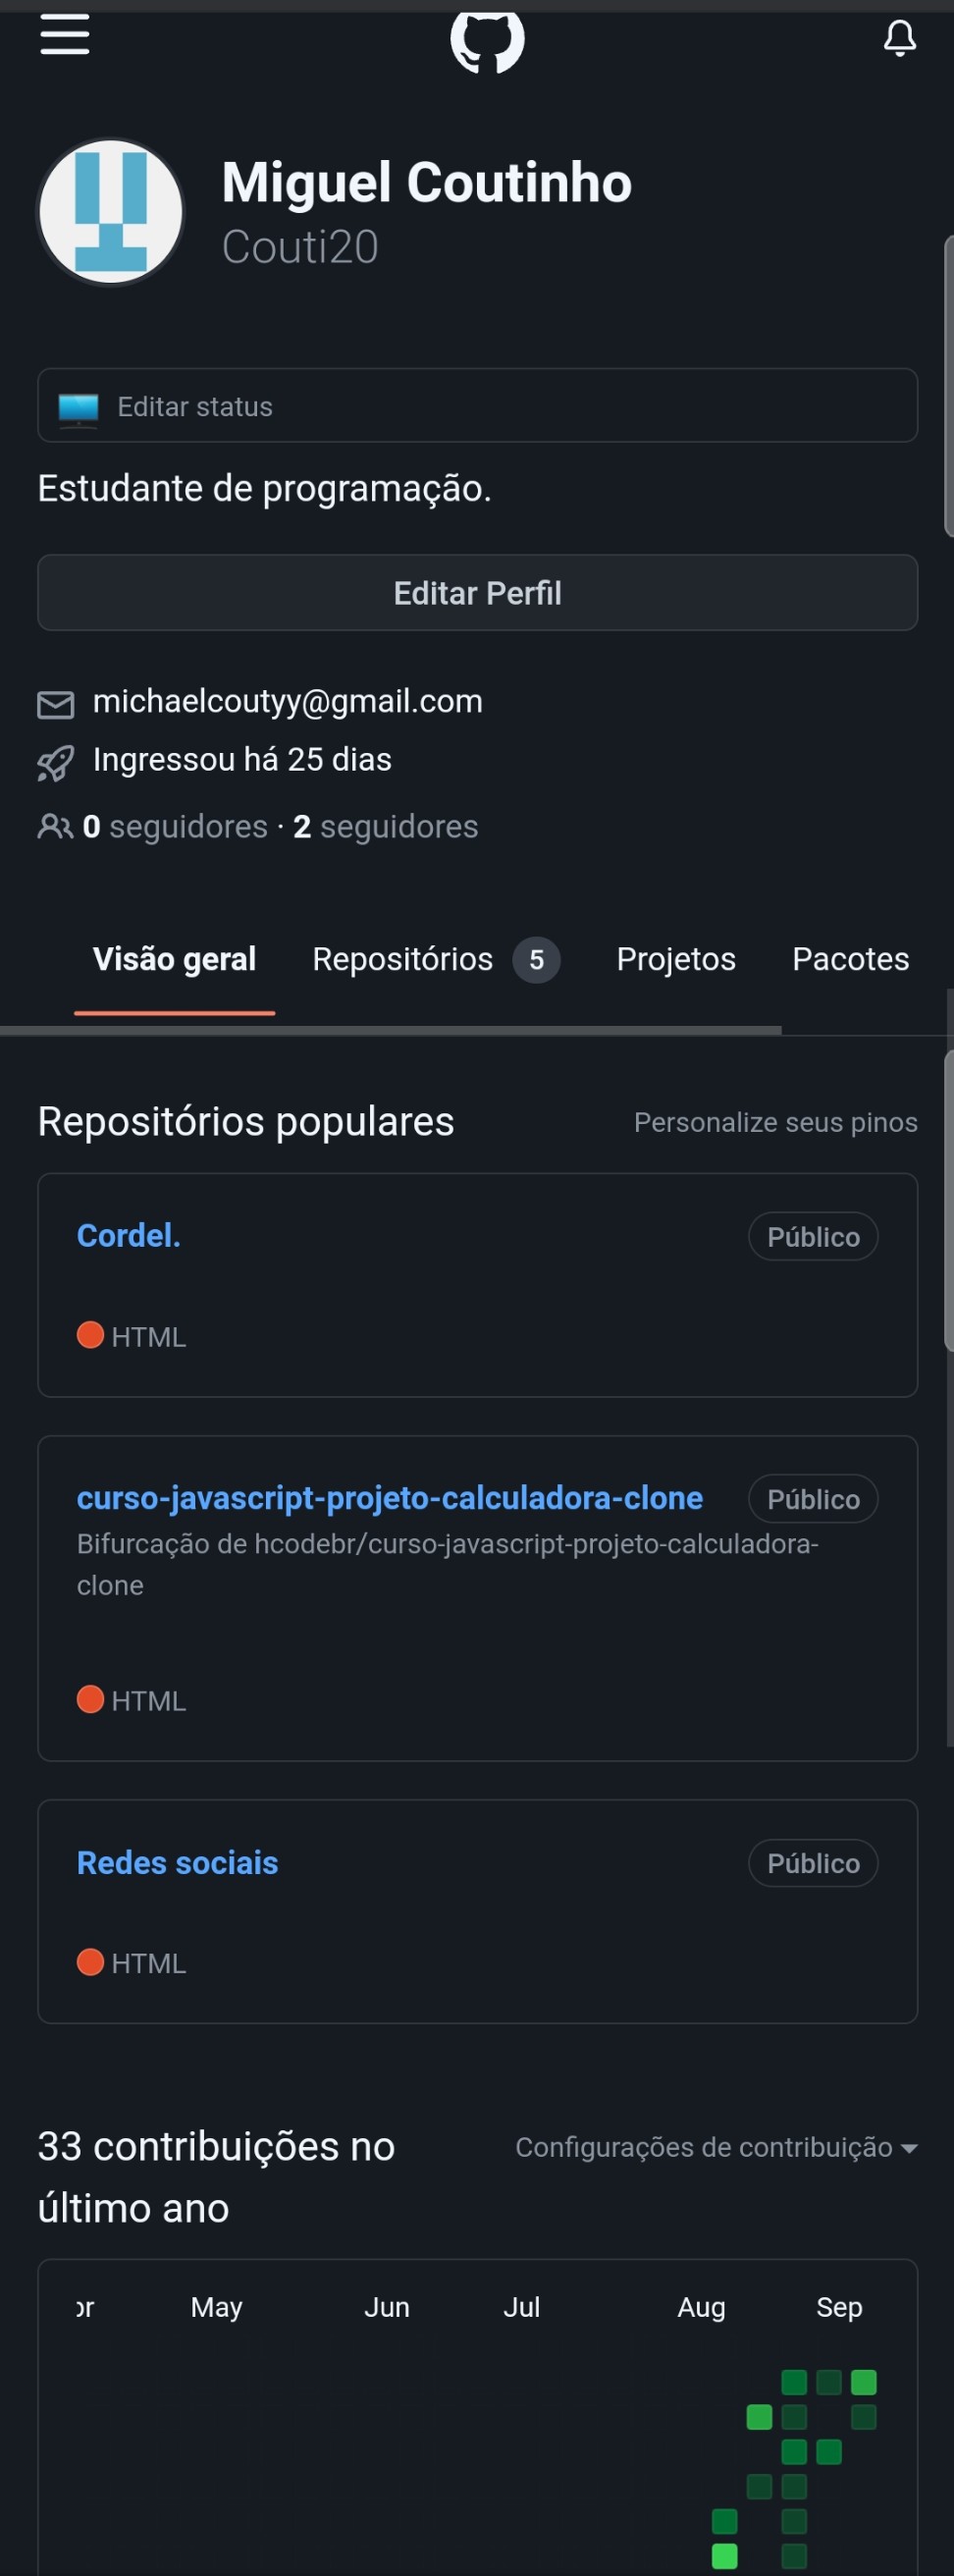 Miguel Coutinho
Couti20
Editar status
Estudante de programação.
Editar Perfil
michaelcoutyy@gmail.com
Ingressou há 25 dias
0 seguidores · 2 seguidores
Visão geral Repositórios 5 Projetos Pacotes
Repositórios populares Personalize seus pinos
Cordel. Público
HTML
curso-javascript-projeto-calculadora-clone Público
Bifurcação de hcodebr/curso-javascript-projeto-calculadora-
clone
HTML
Redes sociais Público
HTML
33 contribuições no Configurações de contribuição
último ano
pr May Jun Jul Aug Sep